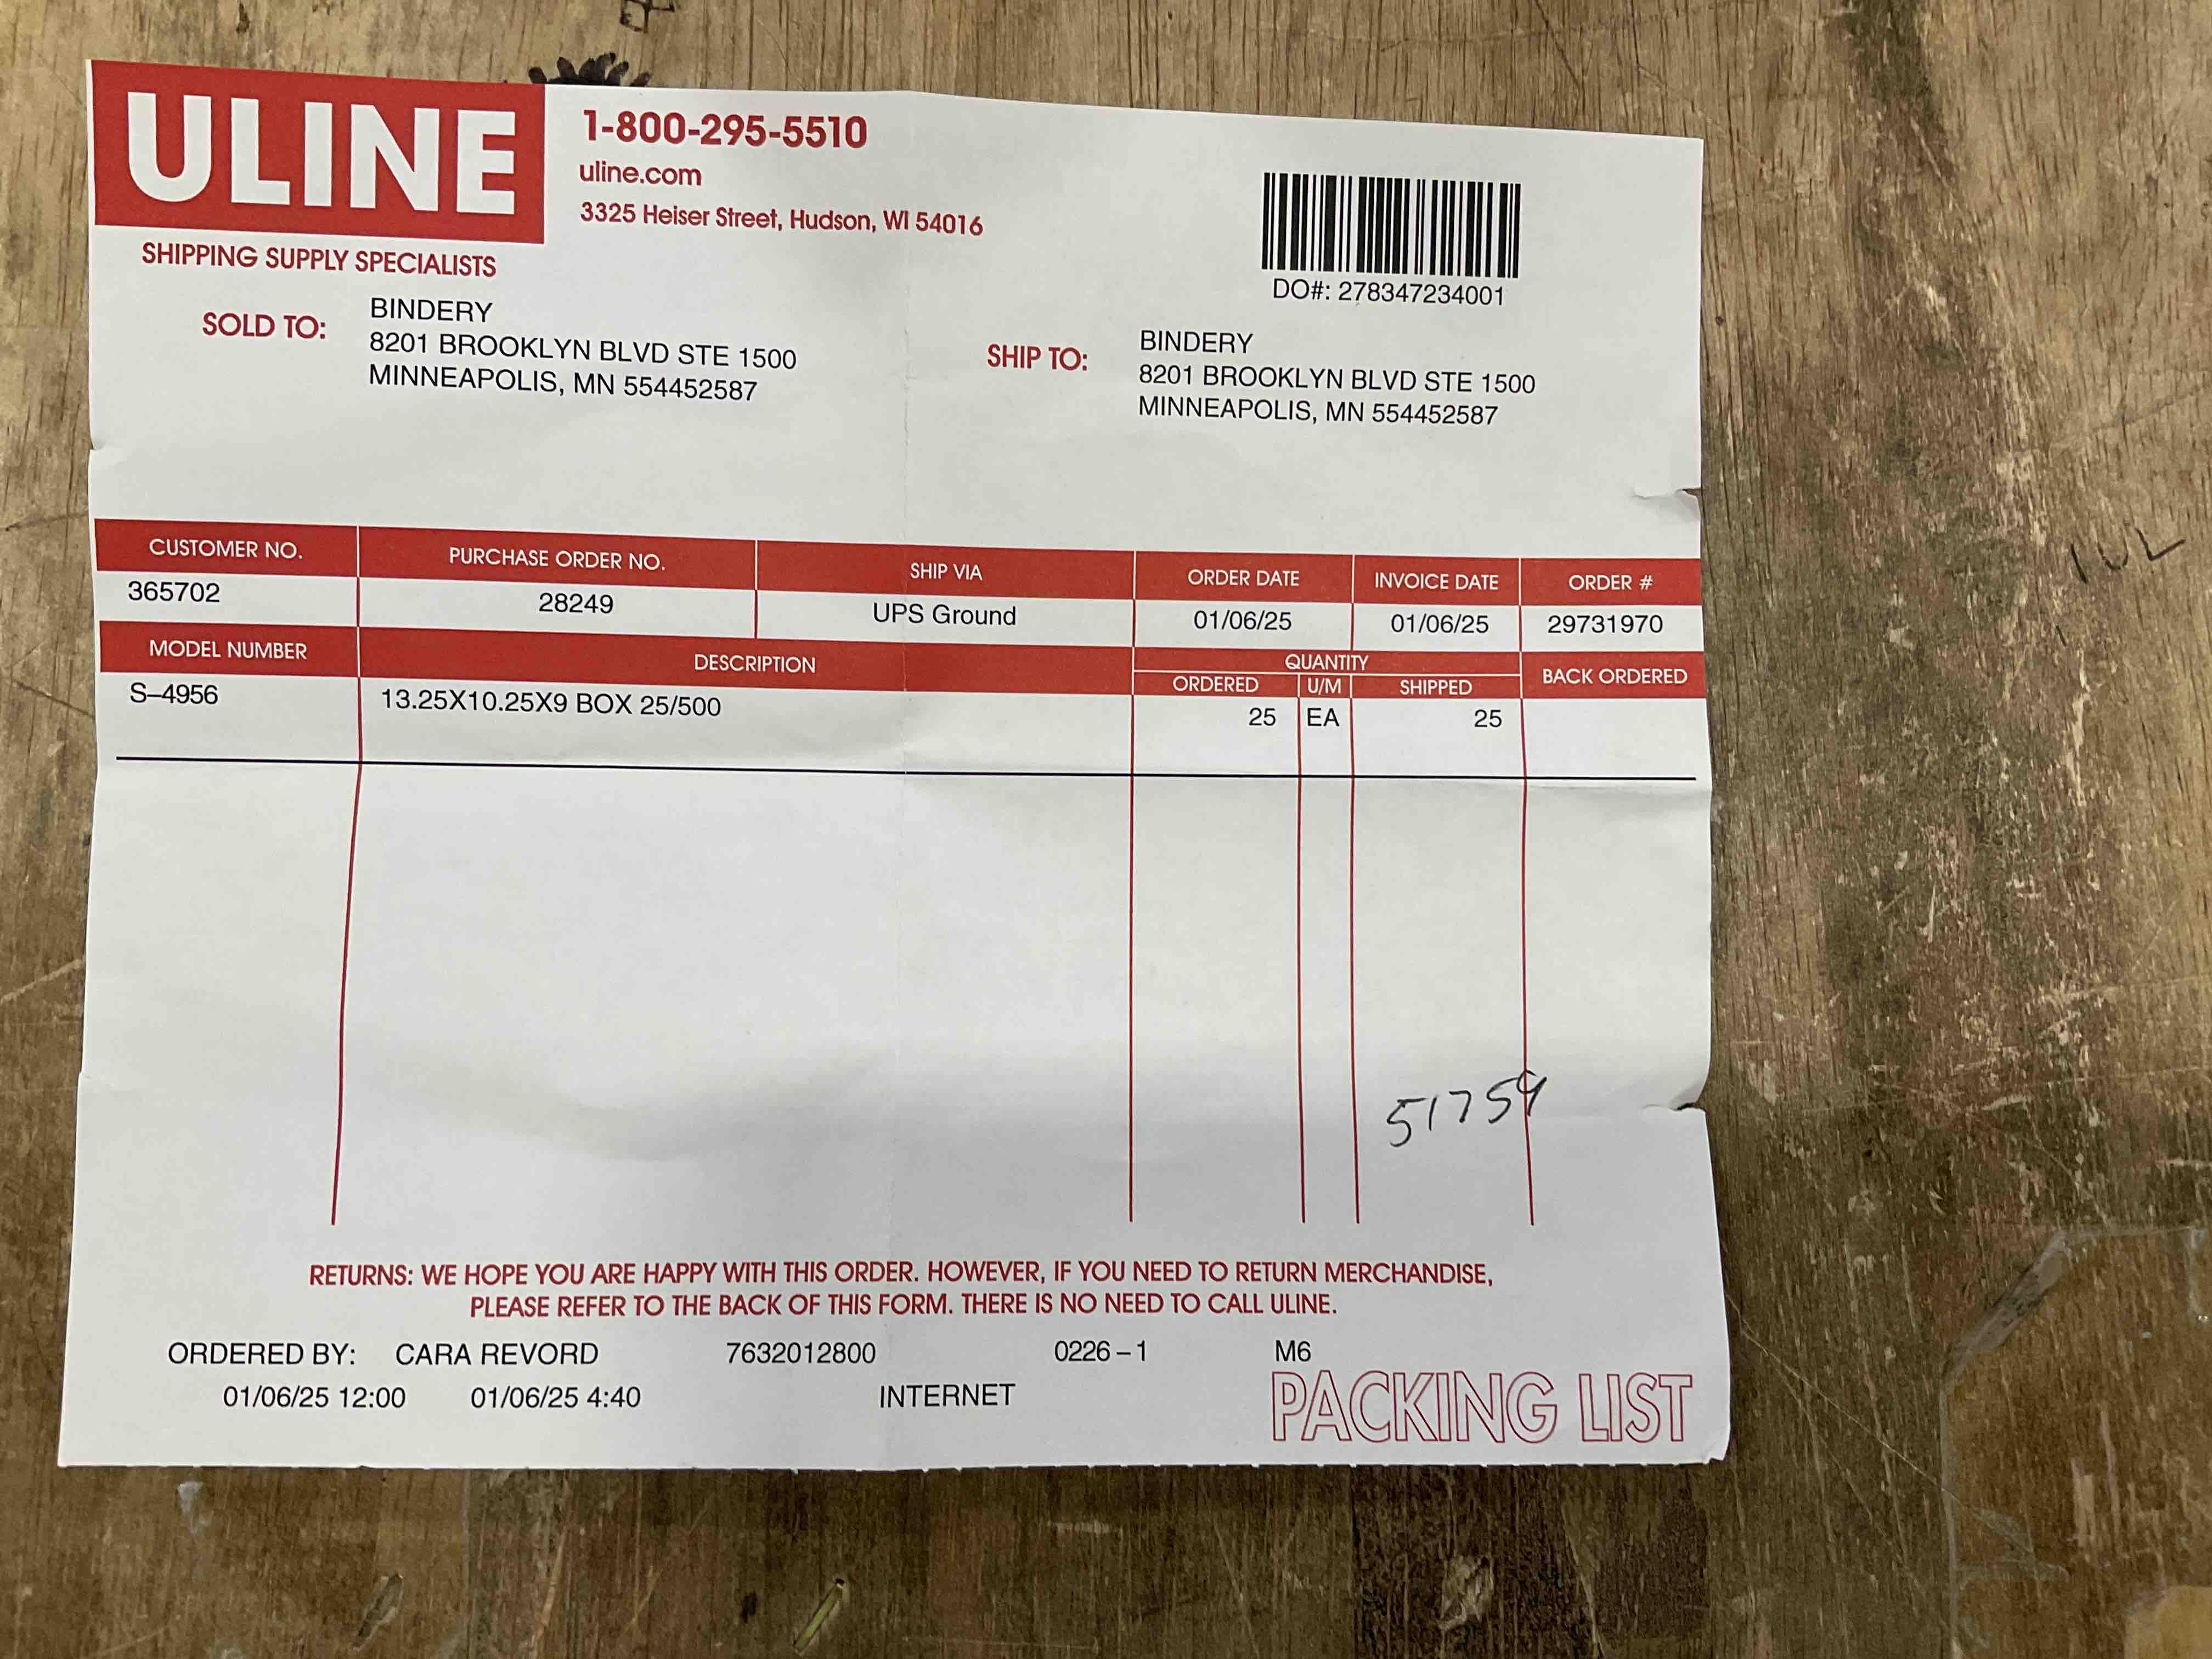 ULINE
1-800-295-5510
uline.com
3325 Heiser Street, Hudson, WI 54016
SHIPPING SUPPLY SPECIALISTS
DO#: 278347234001
SOLD TO:
BINDERY
8201 BROOKLYN BLVD STE 1500
MINNEAPOLIS, MN 554452587
SHIP TO:
BINDERY
8201 BROOKLYN BLVD STE 1500
MINNEAPOLIS, MN 554452587
CUSTOMER NO. PURCHASE ORDER NO. SHIP VIA ORDER DATE INVOICE DATE ORDER #
365702 28249 UPS Ground 01/06/25 01/06/25 29731970
MODEL NUMBER DESCRIPTION QUANTITY BACK ORDERED
ORDERED U/M SHIPPED
S–4956 13.25X10.25X9 BOX 25/500 25 EA 25
51759
RETURNS: WE HOPE YOU ARE HAPPY WITH THIS ORDER. HOWEVER, IF YOU NEED TO RETURN MERCHANDISE,
PLEASE REFER TO THE BACK OF THIS FORM. THERE IS NO NEED TO CALL ULINE.
ORDERED BY: CARA REVORD 7632012800 0226 – 1 M6
01/06/25 12:00 01/06/25 4:40 INTERNET
PACKING LIST